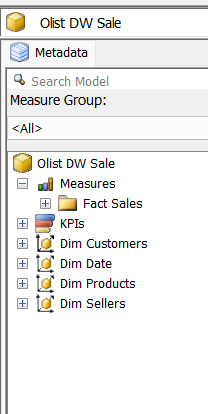 Olist DW Sale
Metadata
Search Model
Measure Group:
<All>
Olist DW Sale
Measures
Fact Sales
KPIs
Dim Customers
Dim Date
Dim Products
Dim Sellers